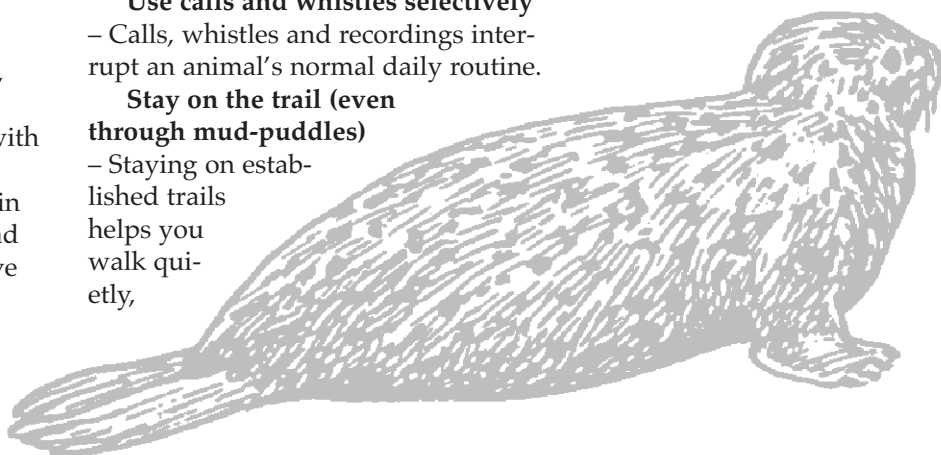 Use calls and whistles selectively
– Calls, whistles and recordings inter-
rupt an animal's normal daily routine.
Stay on the trail (even
through mud-puddles)
– Staying on estab-
lished trails
helps you
walk qui-
etly,